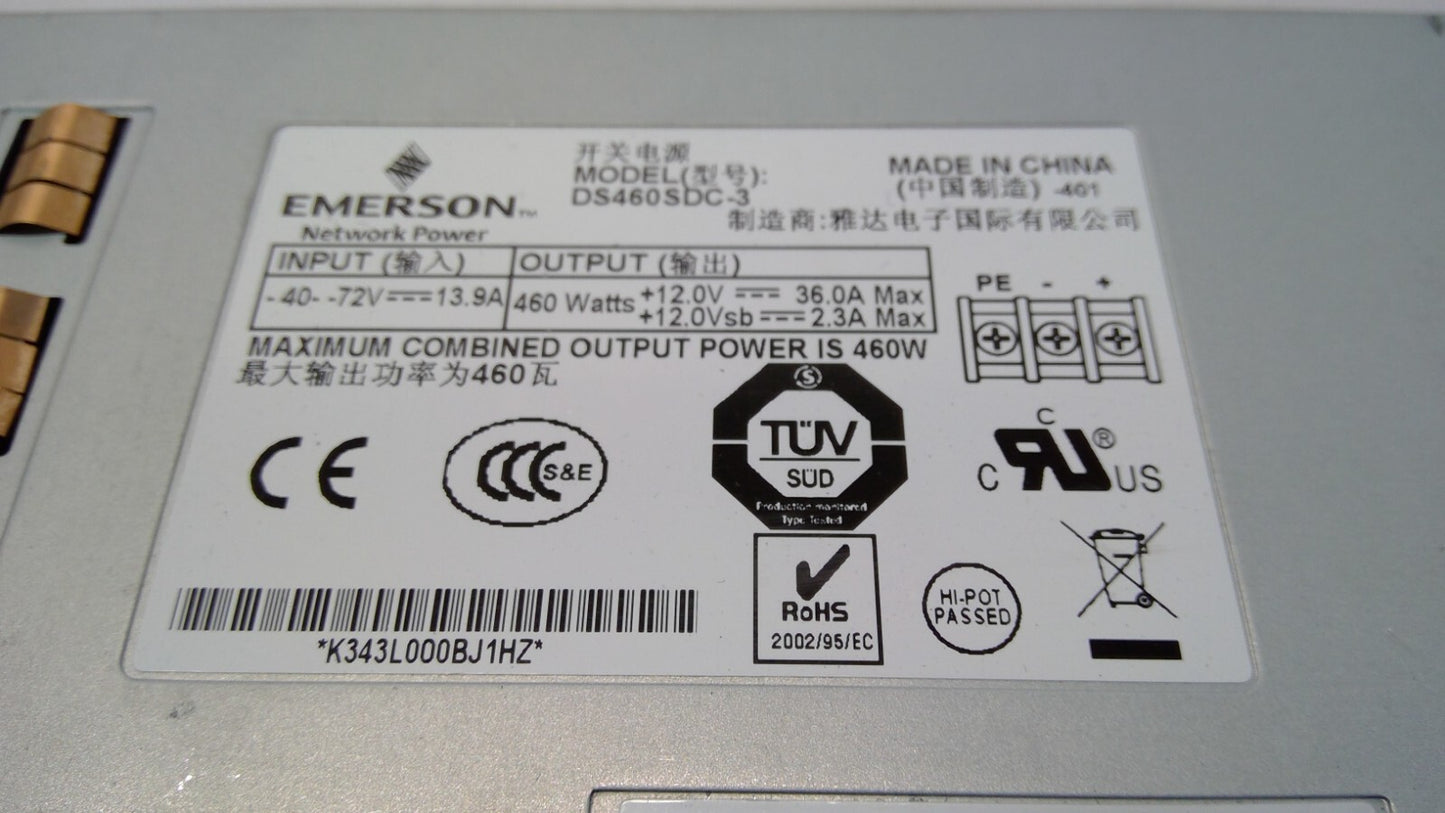 EMERSON™
Network Power
开关电源
MODEL(型号):
DS460SDC-3
MADE IN CHINA
(中国制造) -401
制造商:雅达电子国际有限公司
INPUT (输入)
OUTPUT (输出)
-40- -72V 13.9A
460 Watts
+12.0V 36.0A Max
+12.0Vsb 2.3A Max
MAXIMUM COMBINED OUTPUT POWER IS 460W
最大输出功率为460瓦
PE - +
CE
CCC S&E
S
TÜV
SÜD
Production monitored
Type Tested
C
C RU® US
RoHS
2002/95/EC
HI-POT
PASSED
*K343L000BJ1HZ*